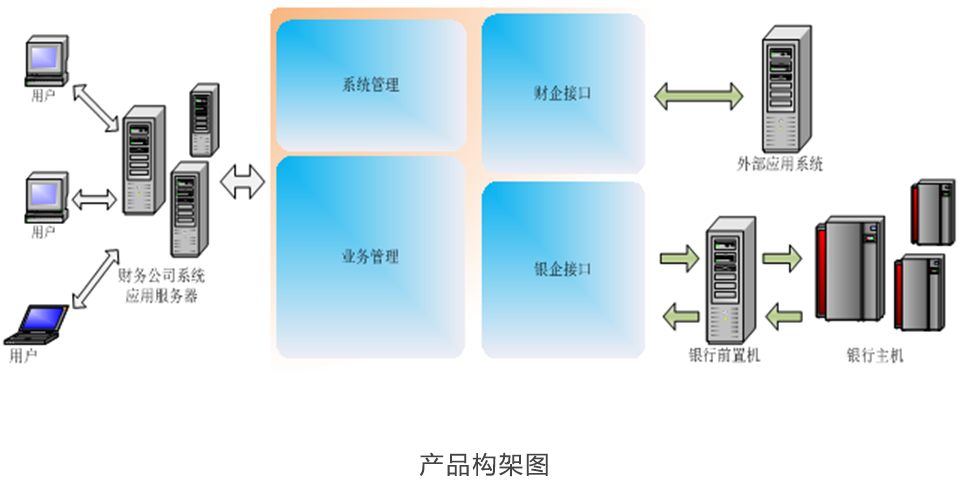 用户
用户
用户
财务公司系统
应用服务器
系统管理
业务管理
财企接口
银企接口
外部应用系统
银行前置机
银行主机
产品构架图